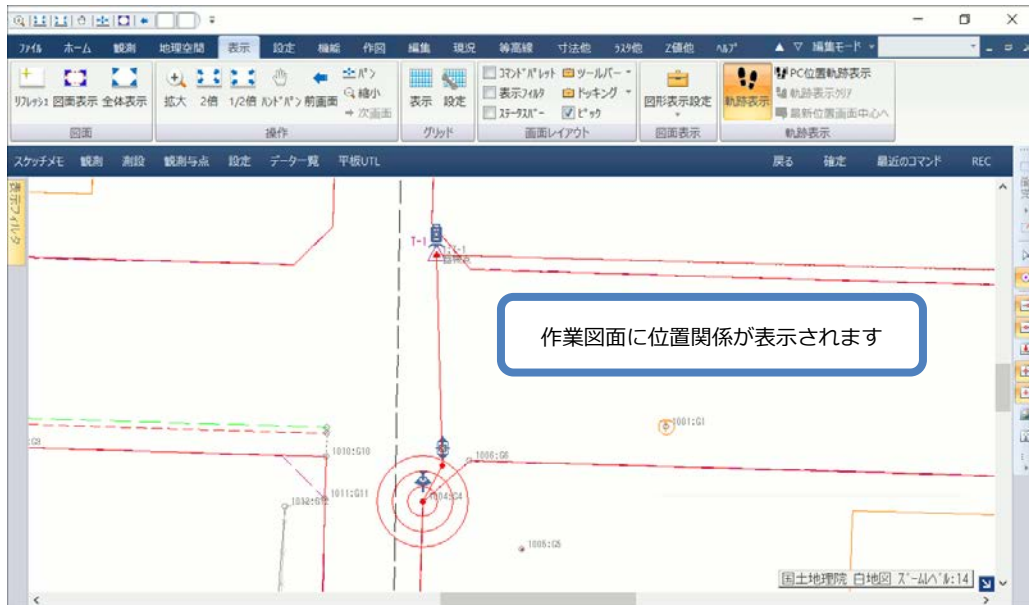 ファイル ホーム 観測 地理空間 表示 設定 機能 作図 編集 現況 等高線 寸法他 ラスタ他 Z値他 ヘルプ ▲ ▽ 編集モード
リフレッシュ 図面表示 全体表示 拡大 2倍 1/2倍 ハンドパン 前画面 パン 縮小 次画面
表示 設定 コマンドパレット 表示フィルタ ステータスバー ツールバー ドッキング ピック
図形表示設定 軌跡表示 PC位置軌跡表示 軌跡表示クリア 最新位置画面中心へ
図面 操作 グリッド 画面レイアウト 図面表示 軌跡表示
スケッチメモ 観測 測設 観測与点 設定 データ一覧 平板UTL 戻る 確定 最近のコマンド REC
表示フィルタ
T-1
1:T-1
作業図面に位置関係が表示されます
1001:G1
1010:G10
1006:G6
1011:G11
1004:G4
1005:G5
国土地理院 白地図 ズームレベル:14